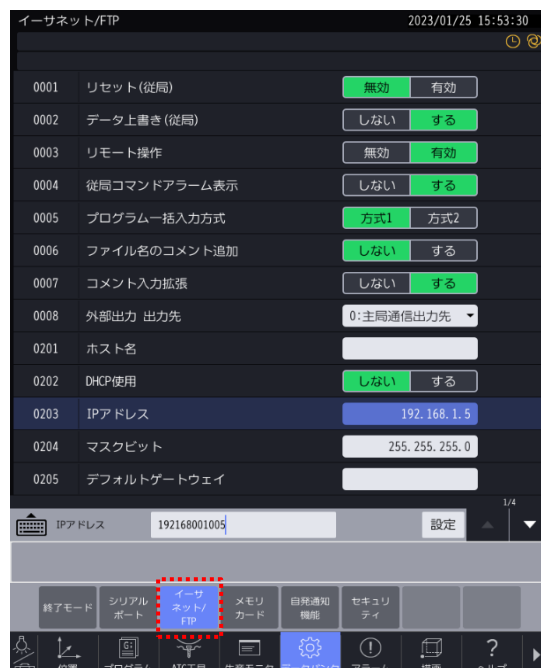 イーサネット/FTP 2023/01/25 15:53:30
0001 リセット(従局) 無効 有効
0002 データ上書き(従局) しない する
0003 リモート操作 無効 有効
0004 従局コマンドアラーム表示 しない する
0005 プログラム一括入力方式 方式1 方式2
0006 ファイル名のコメント追加 しない する
0007 コメント入力拡張 しない する
0008 外部出力 出力先 0:主局通信出力先
0201 ホスト名
0202 DHCP使用 しない する
0203 IPアドレス 192.168.1.5
0204 マスクビット 255.255.255.0
0205 デフォルトゲートウェイ
1/4
IPアドレス 192168001005 設定
終了モード シリアルポート イーサネット/FTP メモリカード 自発通知機能 セキュリティ
?